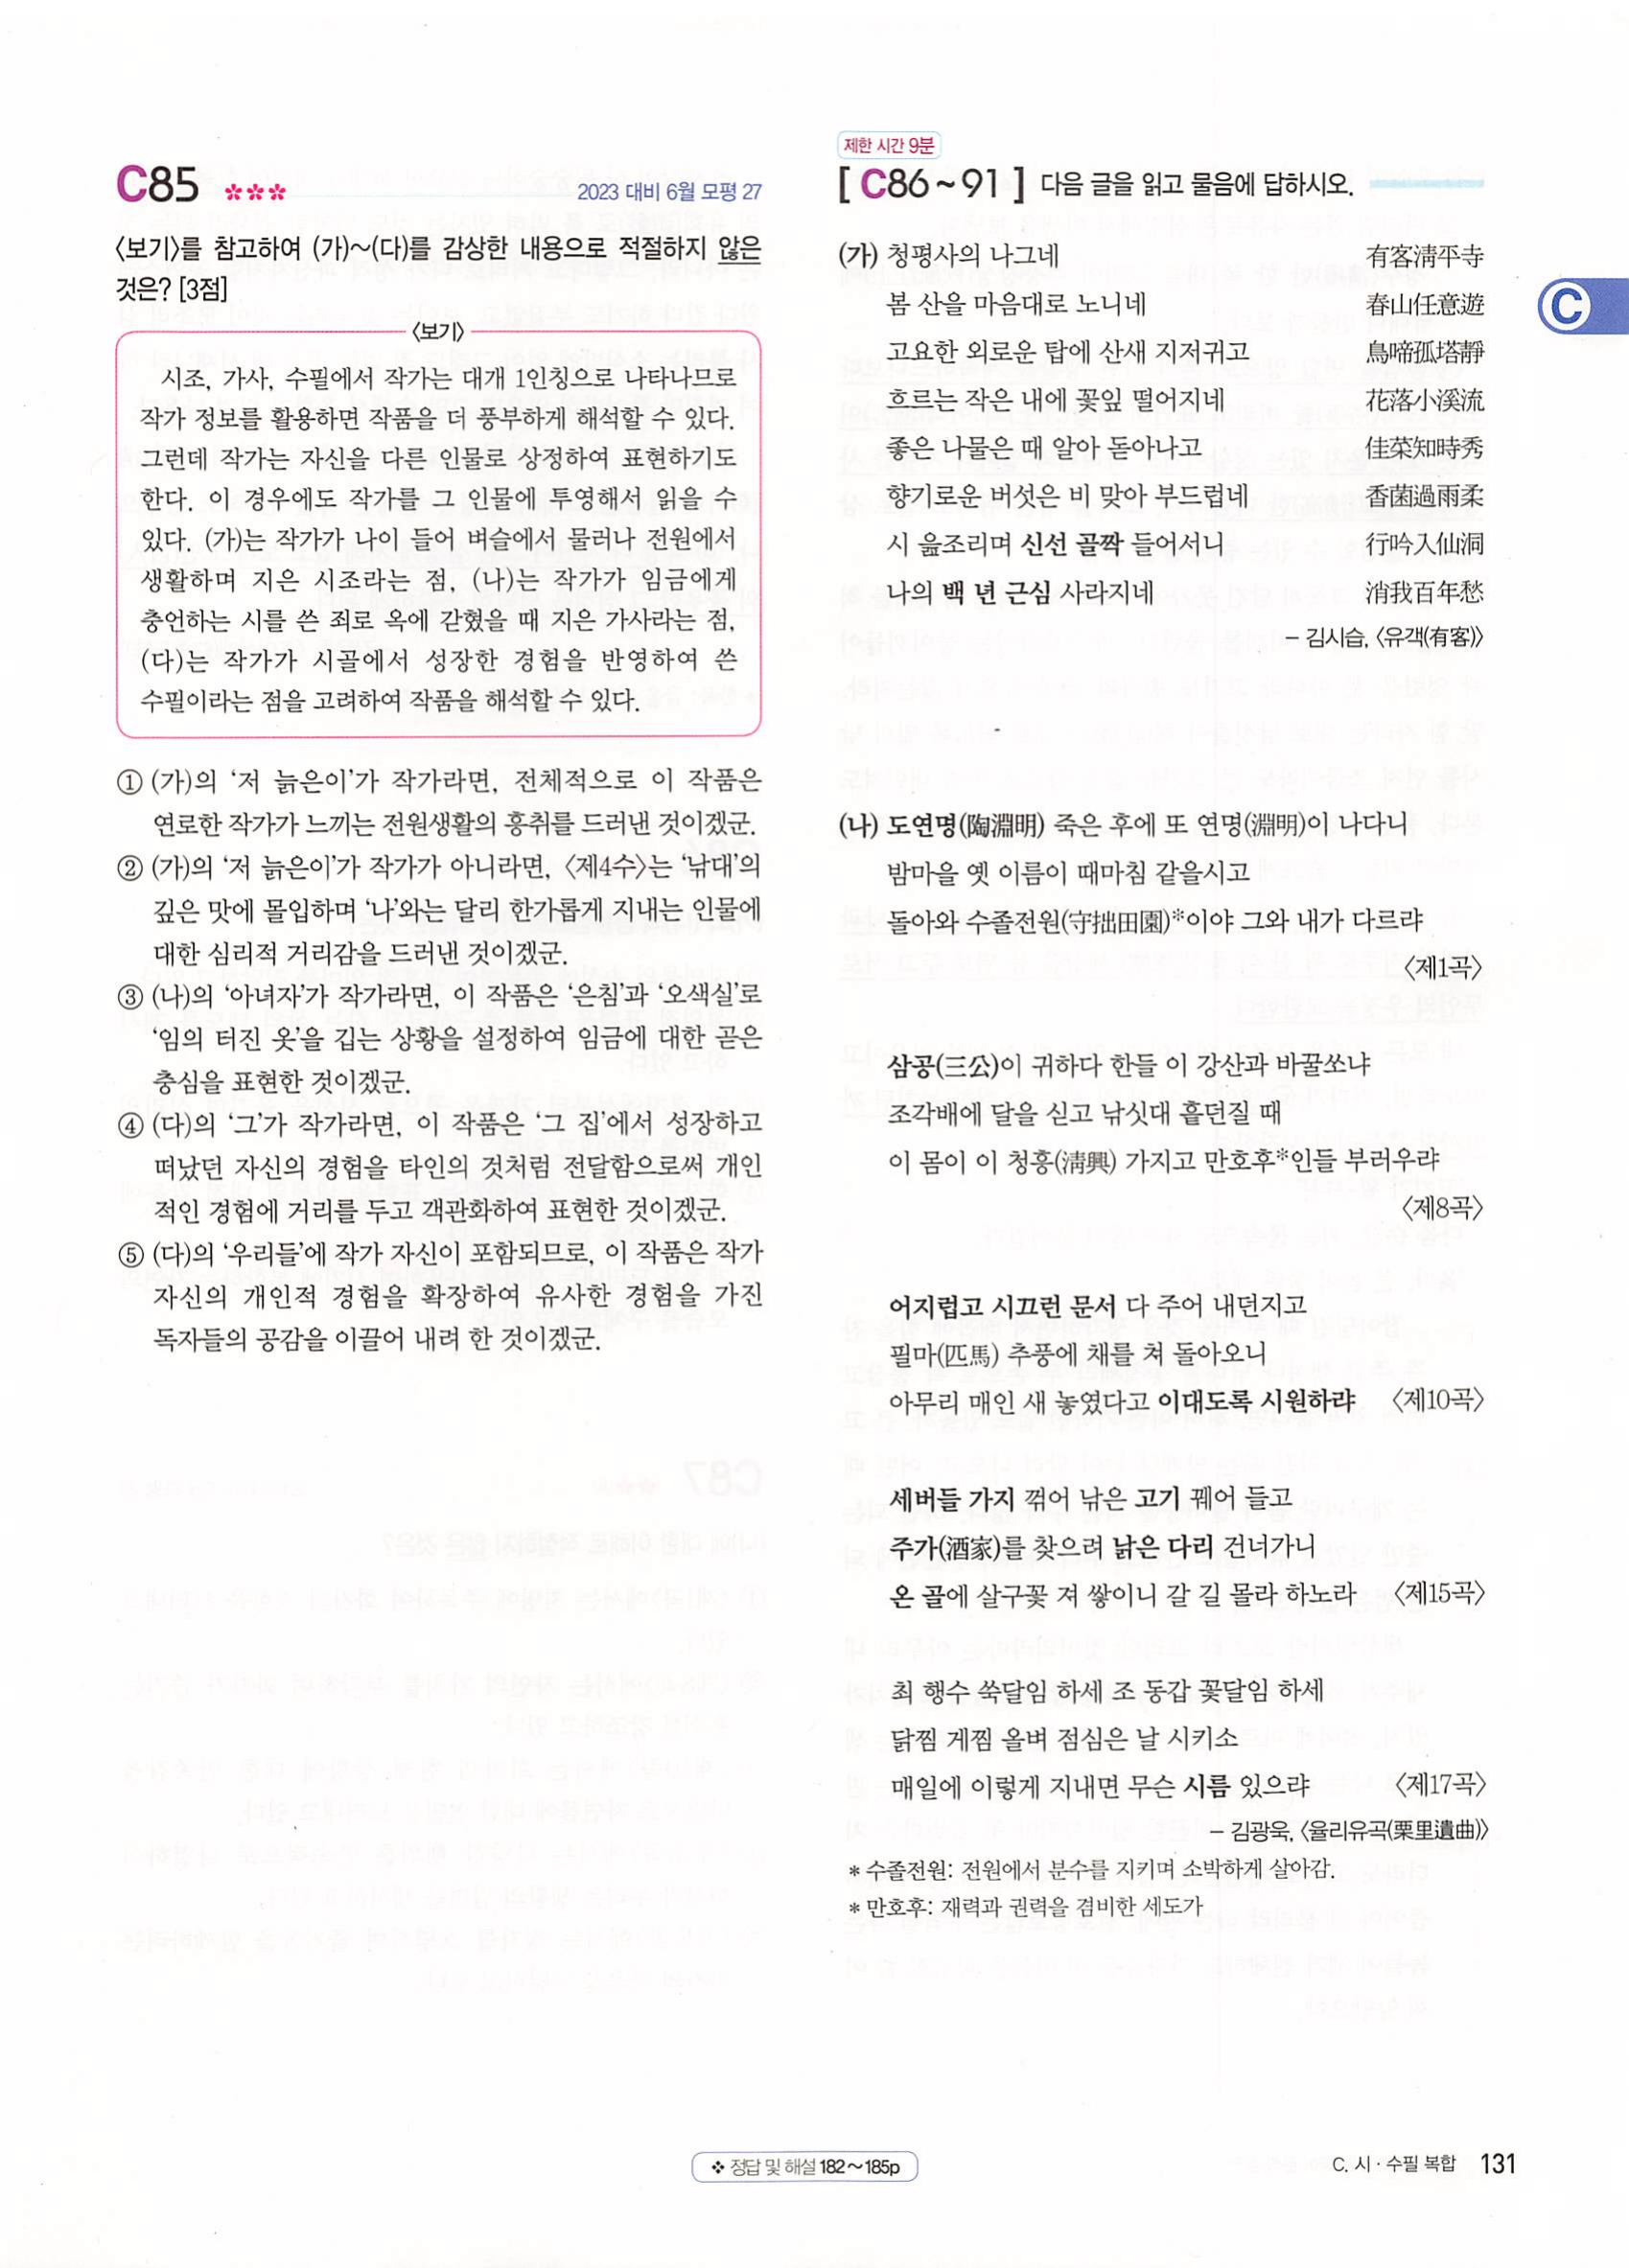 C85 ***
2023 대비 6월 모평 27
〈보기〉를 참고하여 (가)~(다)를 감상한 내용으로 적절하지 않은
것은? [3점]
〈보기〉
시조, 가사, 수필에서 작가는 대개 1인칭으로 나타나므로
작가 정보를 활용하면 작품을 더 풍부하게 해석할 수 있다.
그런데 작가는 자신을 다른 인물로 상정하여 표현하기도
한다. 이 경우에도 작가를 그 인물에 투영해서 읽을 수
있다. (가)는 작가가 나이 들어 벼슬에서 물러나 전원에서
생활하며 지은 시조라는 점, (나)는 작가가 임금에게
충언하는 시를 쓴 죄로 옥에 갇혔을 때 지은 가사라는 점,
(다)는 작가가 시골에서 성장한 경험을 반영하여 쓴
수필이라는 점을 고려하여 작품을 해석할 수 있다.
① (가)의 '저 늙은이'가 작가라면, 전체적으로 이 작품은
연로한 작가가 느끼는 전원생활의 흥취를 드러낸 것이겠군.
② (가)의 '저 늙은이'가 작가가 아니라면, 〈제4수〉는 '낚대'의
깊은 맛에 몰입하며 '나'와는 달리 한가롭게 지내는 인물에
대한 심리적 거리감을 드러낸 것이겠군.
③ (나)의 '아녀자'가 작가라면, 이 작품은 '은침'과 '오색실'로
'임의 터진 옷'을 깁는 상황을 설정하여 임금에 대한 곧은
충심을 표현한 것이겠군.
④ (다)의 '그'가 작가라면, 이 작품은 '그 집'에서 성장하고
떠났던 자신의 경험을 타인의 것처럼 전달함으로써 개인
적인 경험에 거리를 두고 객관화하여 표현한 것이겠군.
⑤ (다)의 '우리들'에 작가 자신이 포함되므로, 이 작품은 작가
자신의 개인적 경험을 확장하여 유사한 경험을 가진
독자들의 공감을 이끌어 내려 한 것이겠군.
제한 시간 9분
[ C86~91 ] 다음 글을 읽고 물음에 답하시오.
C
(가) 청평사의 나그네 有客淸平寺
봄 산을 마음대로 노니네 春山任意遊
고요한 외로운 탑에 산새 지저귀고 鳥啼孤塔靜
흐르는 작은 내에 꽃잎 떨어지네 花落小溪流
좋은 나물은 때 알아 돋아나고 佳菜知時秀
향기로운 버섯은 비 맞아 부드럽네 香菌過雨柔
시 읊조리며 신선 골짝 들어서니 行吟入仙洞
나의 백 년 근심 사라지네 消我百年愁
- 김시습, 〈유객(有客)〉
(나) 도연명(陶淵明) 죽은 후에 또 연명(淵明)이 나다니
밤마을 옛 이름이 때마침 같을시고
돌아와 수졸전원(守拙田園)*이야 그와 내가 다르랴
〈제1곡〉
삼공(三公)이 귀하다 한들 이 강산과 바꿀쏘냐
조각배에 달을 싣고 낚싯대 흩던질 때
이 몸이 이 청흥(淸興) 가지고 만호후*인들 부러우랴
〈제8곡〉
어지럽고 시끄런 문서 다 주어 내던지고
필마(匹馬) 추풍에 채를 쳐 돌아오니
아무리 매인 새 놓였다고 이대도록 시원하랴 〈제10곡〉
세버들 가지 꺾어 낚은 고기 꿰어 들고
주가(酒家)를 찾으려 낡은 다리 건너가니
온 골에 살구꽃 져 쌓이니 갈 길 몰라 하노라 〈제15곡〉
최 행수 쑥달임 하세 조 동갑 꽃달임 하세
닭찜 게찜 올벼 점심은 날 시키소
매일에 이렇게 지내면 무슨 시름 있으랴 〈제17곡〉
- 김광욱, 〈율리유곡(栗里遺曲)〉
* 수졸전원: 전원에서 분수를 지키며 소박하게 살아감.
* 만호후: 재력과 권력을 겸비한 세도가
❖ 정답 및 해설 182~185p
C. 시·수필 복합 131